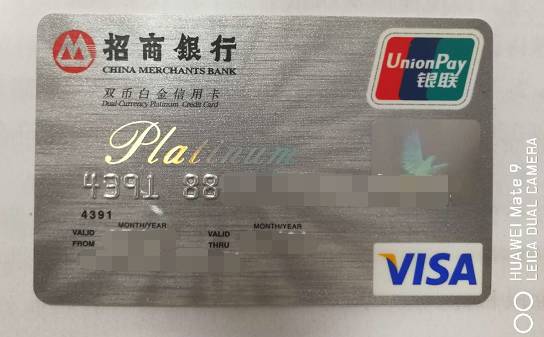 招商銀行
CHINA MERCHANTS BANK
UnionPay
银联
双币白金信用卡
Dual-Currency Platinum Credit Card
Platinum
4391 88
4391
MONTH/YEAR MONTH/YEAR
VALID FROM VALID THRU
VISA
HUAWEI Mate 9
LEICA DUAL CAMERA